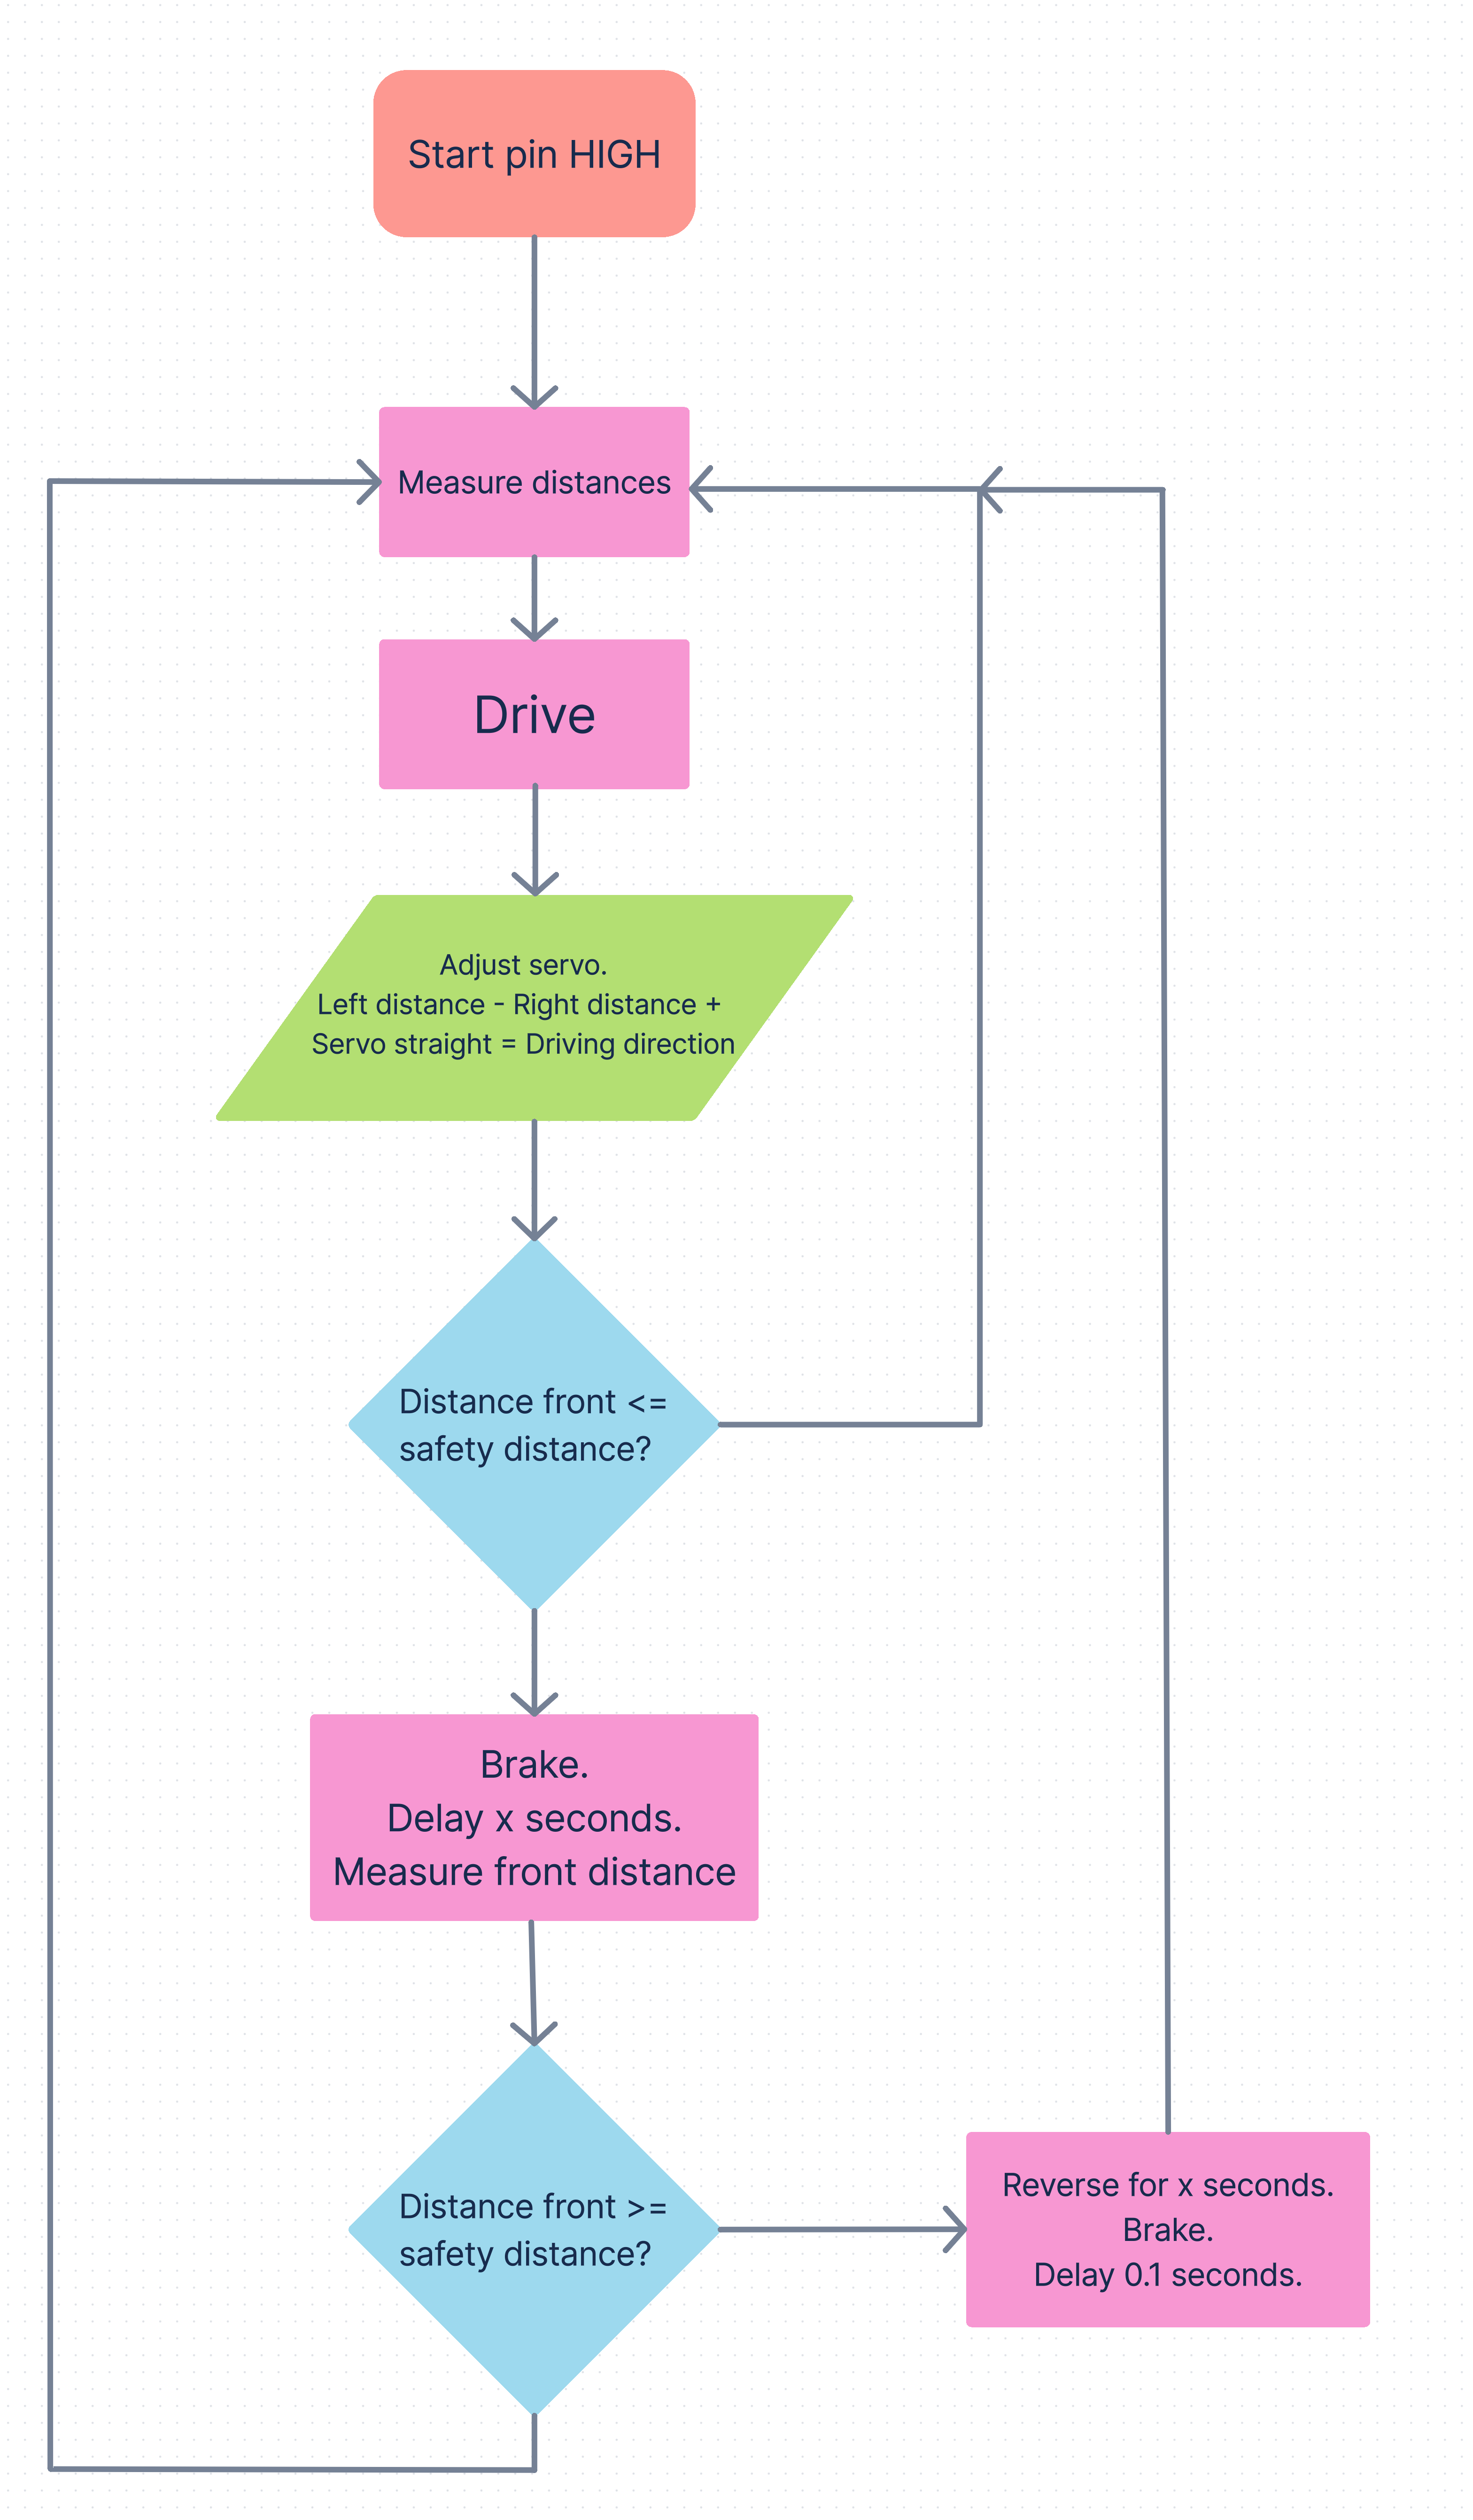 Start pin HIGH
Measure distances
Drive
Adjust servo.
Left distance - Right distance +
Servo straight = Driving direction
Distance front <=
safety distance?
Brake.
Delay x seconds.
Measure front distance
Distance front >=
safety distance?
Reverse for x seconds.
Brake.
Delay 0.1 seconds.